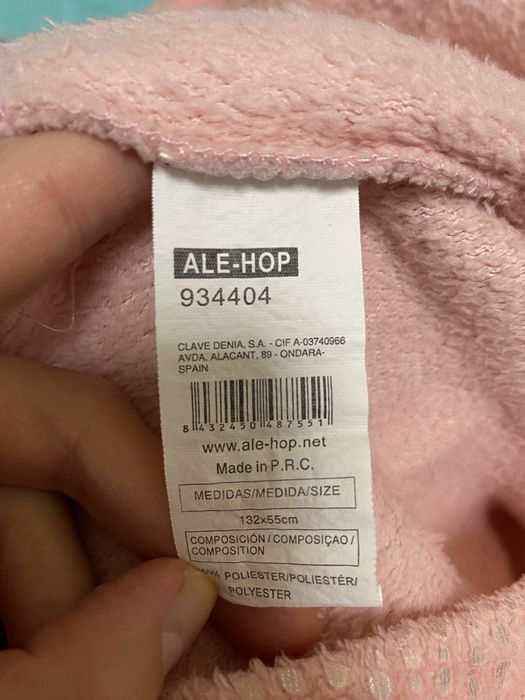 ALE-HOP
934404
CLAVE DENIA, S.A. - CIF A-03740966
AVDA. ALACANT, 89 - ONDARA-
SPAIN
8 432450 487551
www.ale-hop.net
Made in P.R.C.
MEDIDAS/MEDIDA/SIZE
132x55cm
COMPOSICIÓN / COMPOSIÇAO /
COMPOSITION
POLIESTER/POLIESTÉR/
POLYESTER